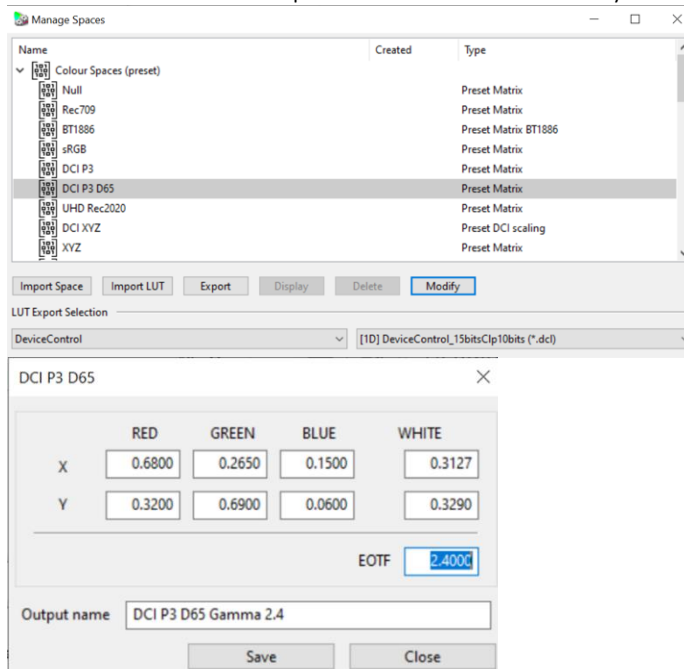 Manage Spaces
Name Created Type
Colour Spaces (preset)
Null Preset Matrix
Rec709 Preset Matrix
BT1886 Preset Matrix BT1886
sRGB Preset Matrix
DCI P3 Preset Matrix
DCI P3 D65 Preset Matrix
UHD Rec2020 Preset Matrix
DCI XYZ Preset DCI scaling
XYZ Preset Matrix
Import Space Import LUT Export Display Delete Modify
LUT Export Selection
DeviceControl [1D] DeviceControl_15bitsClp10bits (*.dcl)
DCI P3 D65
RED GREEN BLUE WHITE
X 0.6800 0.2650 0.1500 0.3127
Y 0.3200 0.6900 0.0600 0.3290
EOTF 2.4000
Output name DCI P3 D65 Gamma 2.4
Save Close